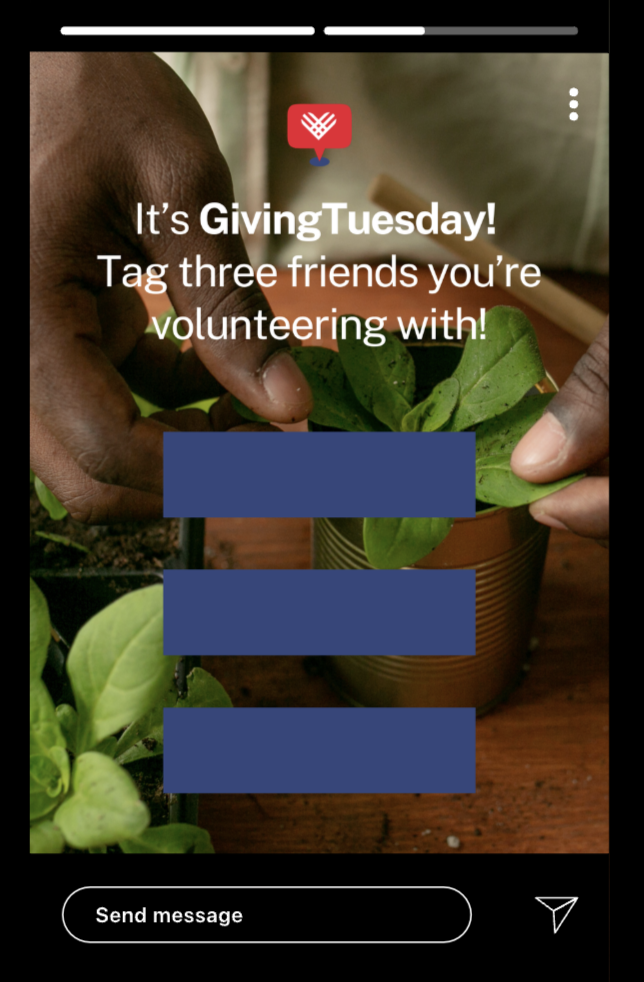 It’s GivingTuesday!
Tag three friends you’re
volunteering with!
Send message